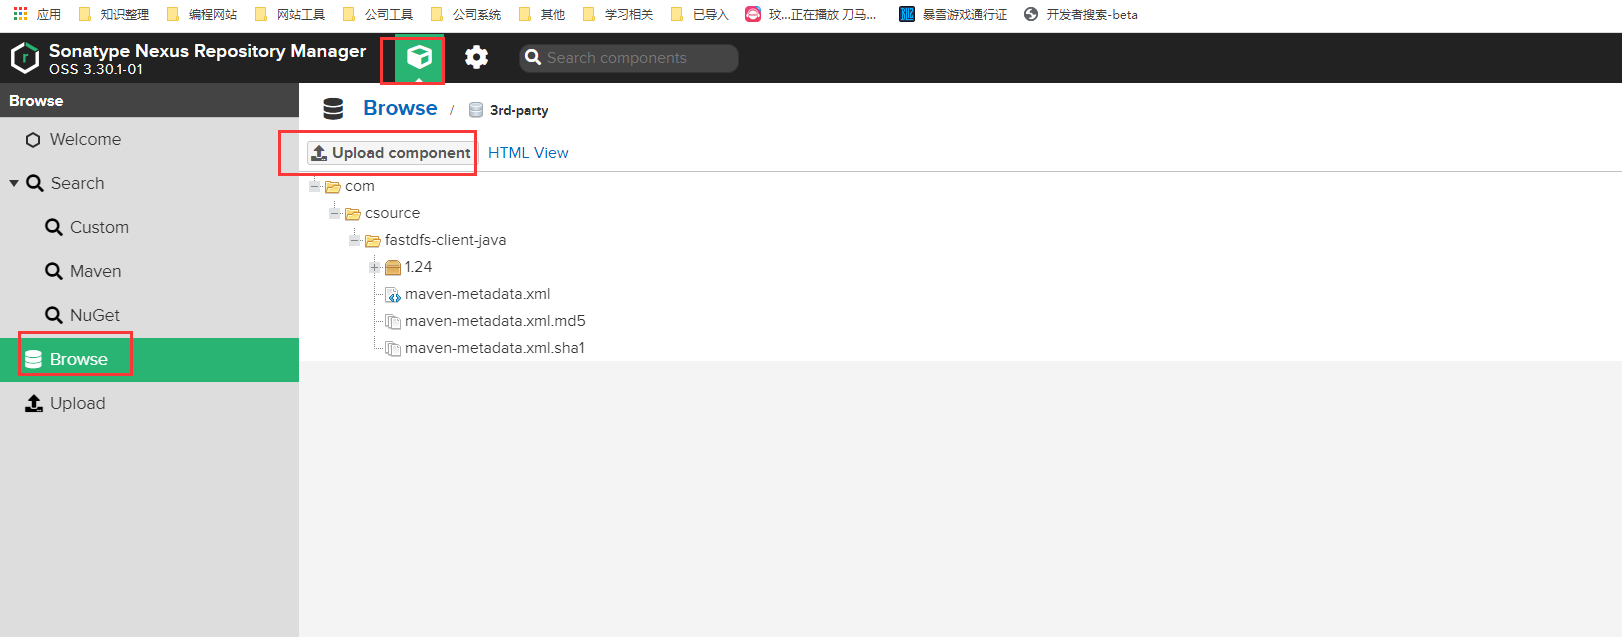 应用 知识整理 编程网站 网站工具 公司工具 公司系统 其他 学习相关 已导入 玟...正在播放 刀马... 暴雪游戏通行证 开发者搜索-beta
Sonatype Nexus Repository Manager
OSS 3.30.1-01
Search components
Browse
Welcome
Search
Custom
Maven
NuGet
Browse
Upload
Browse / 3rd-party
Upload component HTML View
com
csource
fastdfs-client-java
1.24
maven-metadata.xml
maven-metadata.xml.md5
maven-metadata.xml.sha1